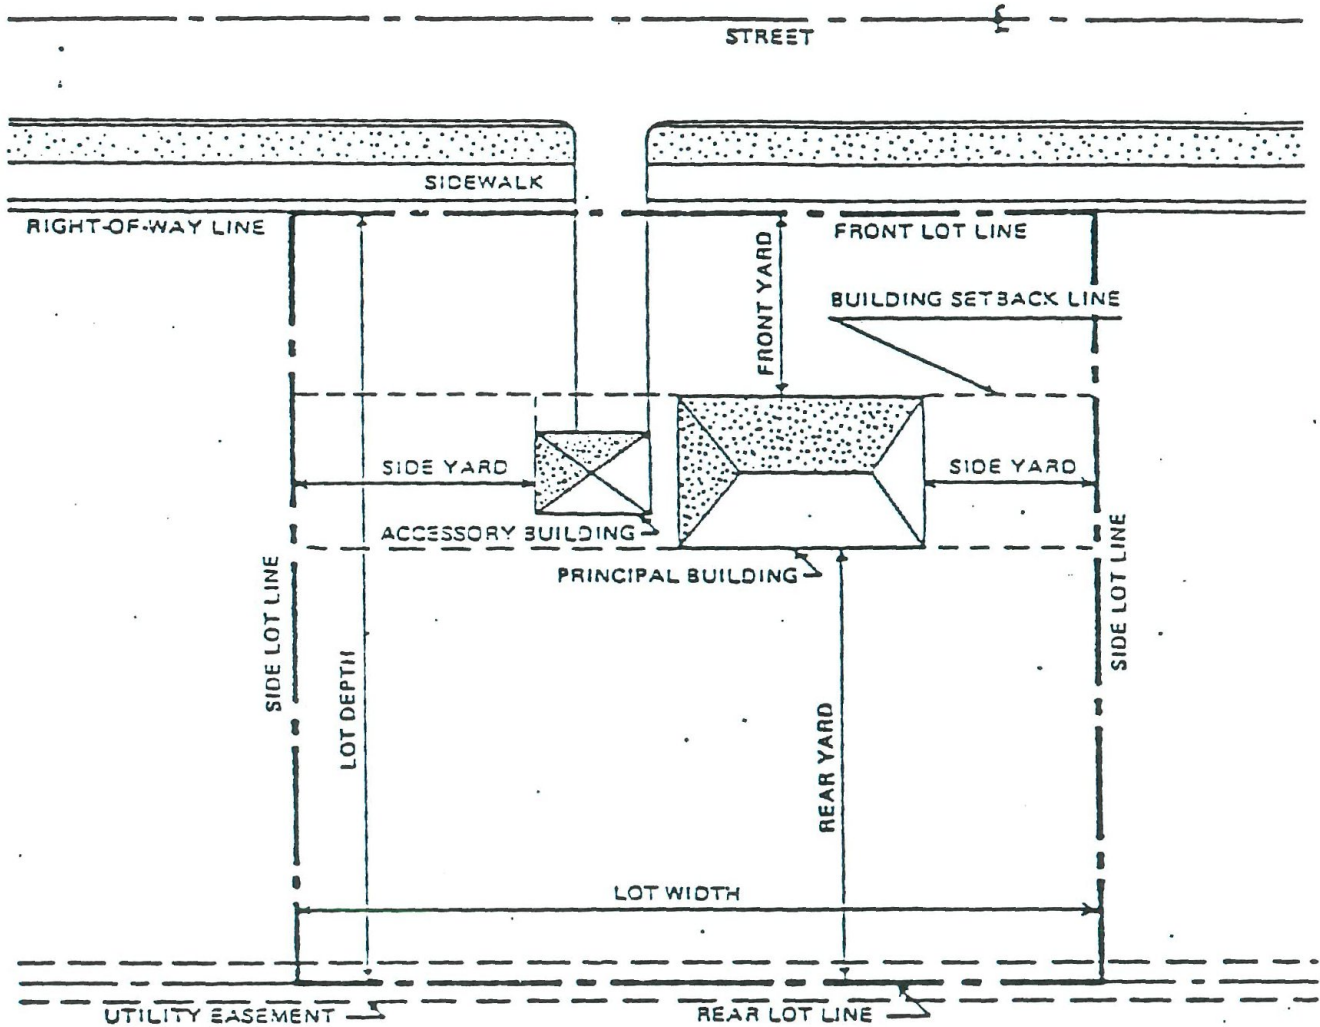 STREET
SIDEWALK
RIGHT-OF-WAY LINE
FRONT LOT LINE
FRONT YARD
BUILDING SETBACK LINE
SIDE YARD
SIDE YARD
ACCESSORY BUILDING
PRINCIPAL BUILDING
SIDE LOT LINE
SIDE LOT LINE
LOT DEPTH
REAR YARD
LOT WIDTH
UTILITY EASEMENT
REAR LOT LINE